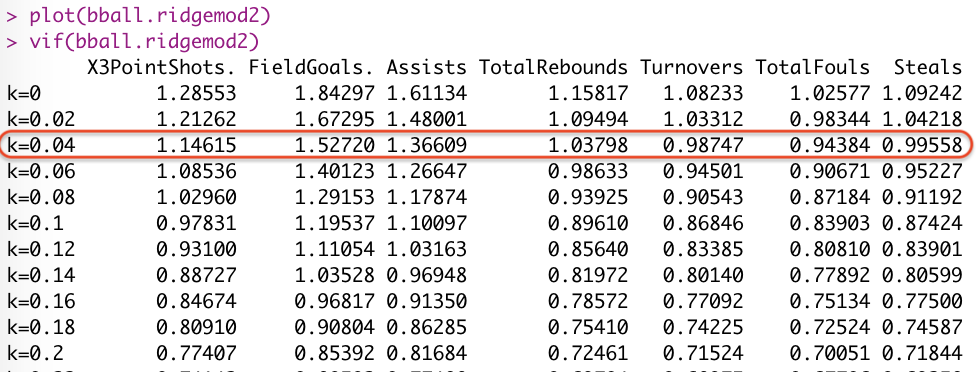 > plot(bball.ridgemod2)
> vif(bball.ridgemod2)
X3PointShots. FieldGoals. Assists TotalRebounds Turnovers TotalFouls Steals
k=0 1.28553 1.84297 1.61134 1.15817 1.08233 1.02577 1.09242
k=0.02 1.21262 1.67295 1.48001 1.09494 1.03312 0.98344 1.04218
k=0.04 1.14615 1.52720 1.36609 1.03798 0.98747 0.94384 0.99558
k=0.06 1.08536 1.40123 1.26647 0.98633 0.94501 0.90671 0.95227
k=0.08 1.02960 1.29153 1.17874 0.93925 0.90543 0.87184 0.91192
k=0.1 0.97831 1.19537 1.10097 0.89610 0.86846 0.83903 0.87424
k=0.12 0.93100 1.11054 1.03163 0.85640 0.83385 0.80810 0.83901
k=0.14 0.88727 1.03528 0.96948 0.81972 0.80140 0.77892 0.80599
k=0.16 0.84674 0.96817 0.91350 0.78572 0.77092 0.75134 0.77500
k=0.18 0.80910 0.90804 0.86285 0.75410 0.74225 0.72524 0.74587
k=0.2 0.77407 0.85392 0.81684 0.72461 0.71524 0.70051 0.71844